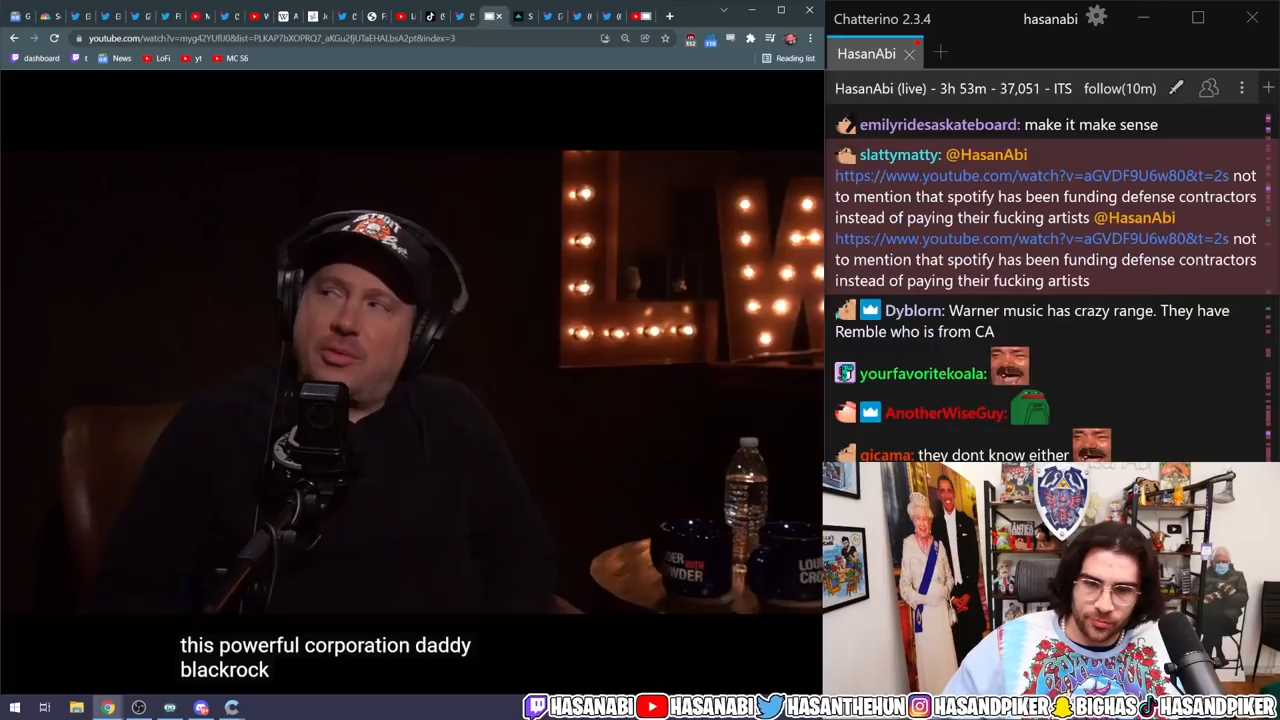 youtube.com/watch?v=myg42YUfU0&list=PLKAP7bXOPRQ7_aKGu2fjUTaEHALbsA2pt&index=3
dashboard
t
News
LoFi
yt
MC S6
Reading list
this powerful corporation daddy
blackrock
Chatterino 2.3.4
hasanabi
HasanAbi
HasanAbi (live) - 3h 53m - 37,051 - ITS
follow(10m)
emilyridesaskateboard: make it make sense
slattymatty: @HasanAbi
https://www.youtube.com/watch?v=aGVDF9U6w80&t=2s not
to mention that spotify has been funding defense contractors
instead of paying their fucking artists @HasanAbi
https://www.youtube.com/watch?v=aGVDF9U6w80&t=2s not
to mention that spotify has been funding defense contractors
instead of paying their fucking artists
Dyblorn: Warner music has crazy range. They have
Remble who is from CA
yourfavoritekoala:
AnotherWiseGuy:
gicama: they dont know either
HASANABI
HASANABI
HASANTHEHUN
HASANDPIKER
BIGHAS
HASANDPIKER